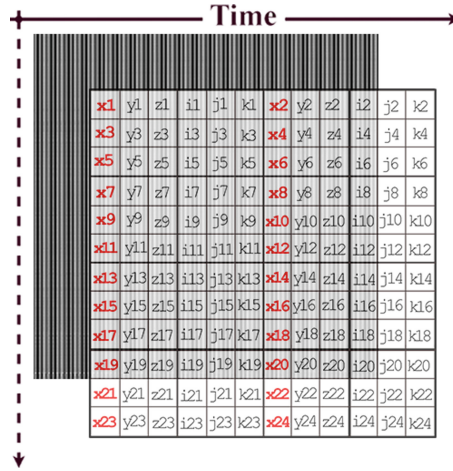 Time
x1 y1 z1 i1 j1 k1 x2 y2 z2 i2 j2 k2
x3 y3 z3 i3 j3 k3 x4 y4 z4 i4 j4 k4
x5 y5 z5 i5 j5 k5 x6 y6 z6 i6 j6 k6
x7 y7 z7 i7 j7 k7 x8 y8 z8 i8 j8 k8
x9 y9 z9 i9 j9 k9 x10 y10 z10 i10 j10 k10
x11 y11 z11 i11 j11 k11 x12 y12 z12 i12 j12 k12
x13 y13 z13 i13 j13 k13 x14 y14 z14 i14 j14 k14
x15 y15 z15 i15 j15 k15 x16 y16 z16 i16 j16 k16
x17 y17 z17 i17 j17 k17 x18 y18 z18 i18 j18 k18
x19 y19 z19 i19 j19 k19 x20 y20 z20 i20 j20 k20
x21 y21 z21 i21 j21 k21 x22 y22 z22 i22 j22 k22
x23 y23 z23 i23 j23 k23 x24 y24 z24 i24 j24 k24